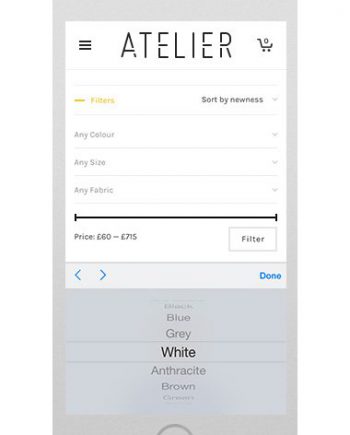 ATELIER
0
Filters
Sort by newness
Any Colour
Any Size
Any Fabric
Price: £60 — £715
Filter
Done
Black
Blue
Grey
White
Anthracite
Brown
Green